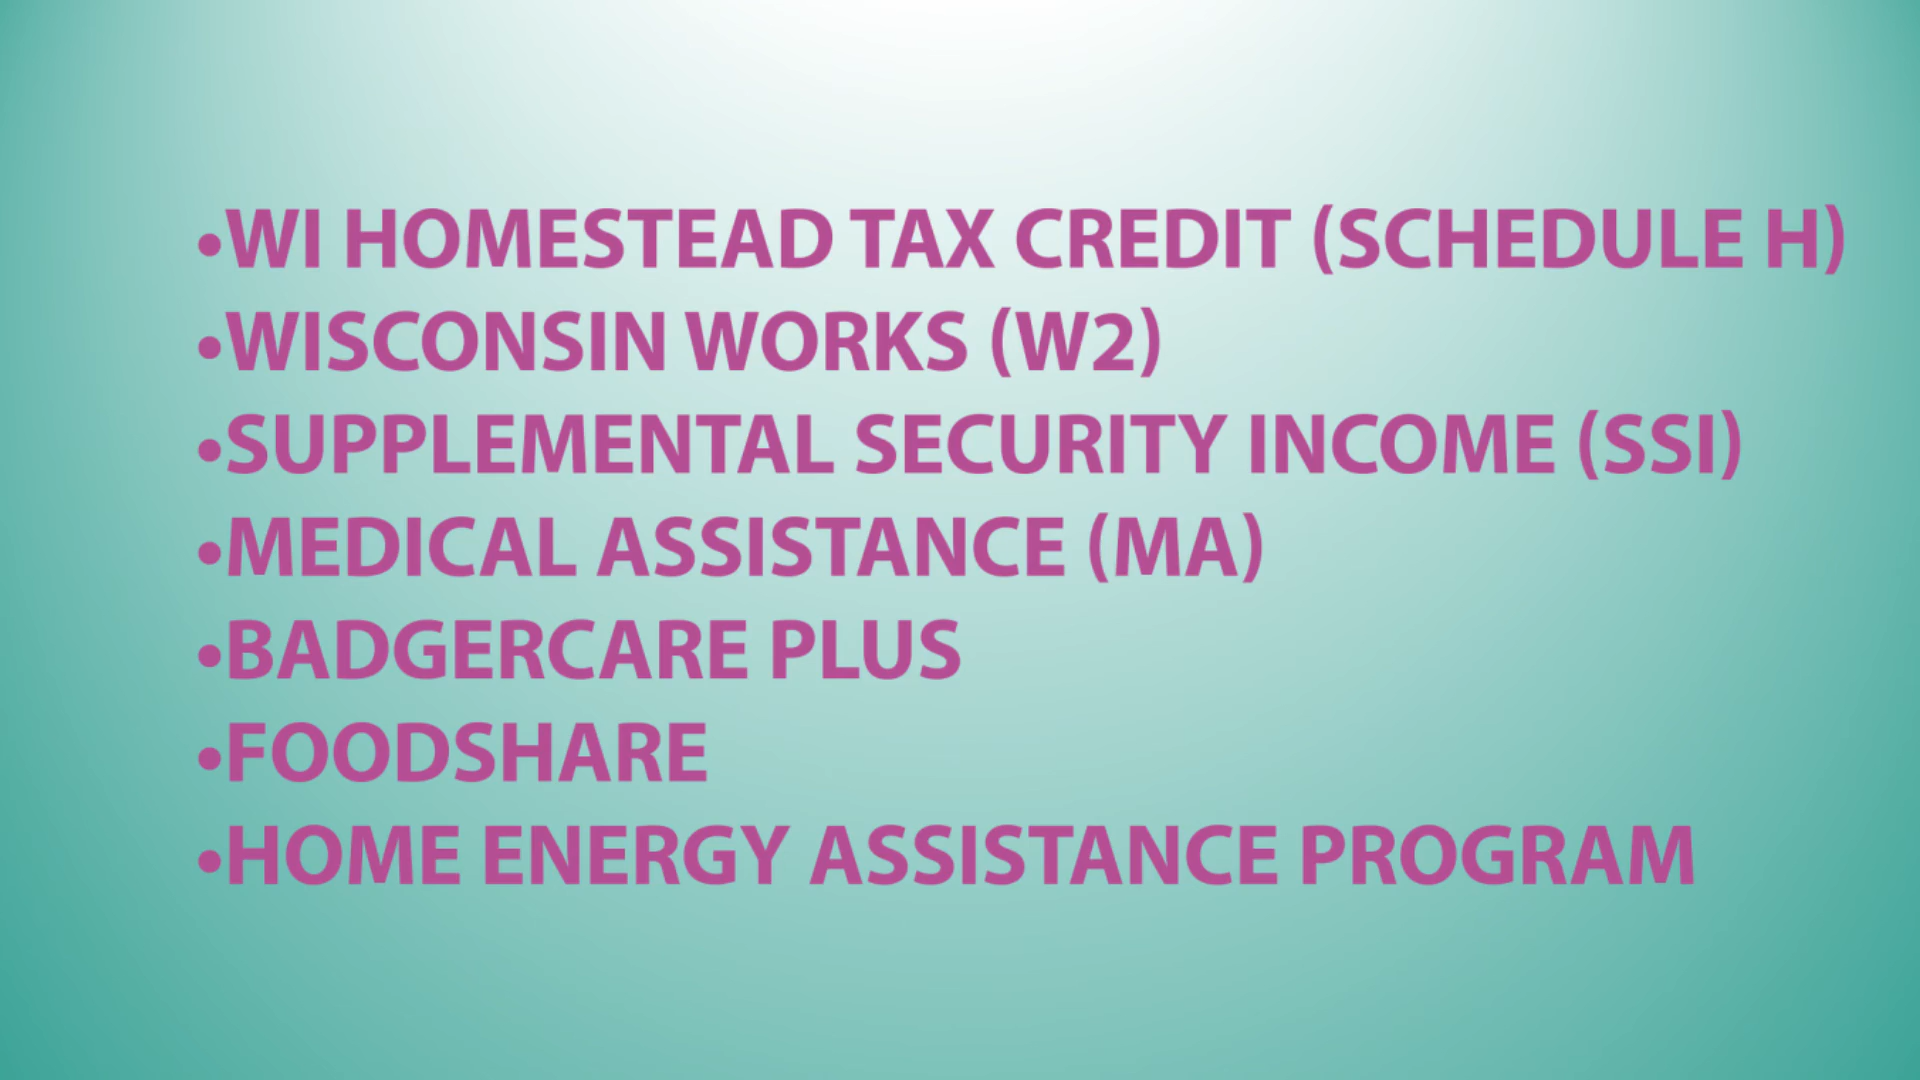 •WI HOMESTEAD TAX CREDIT (SCHEDULE H)
•WISCONSIN WORKS (W2)
•SUPPLEMENTAL SECURITY INCOME (SSI)
•MEDICAL ASSISTANCE (MA)
•BADGERCARE PLUS
•FOODSHARE
•HOME ENERGY ASSISTANCE PROGRAM